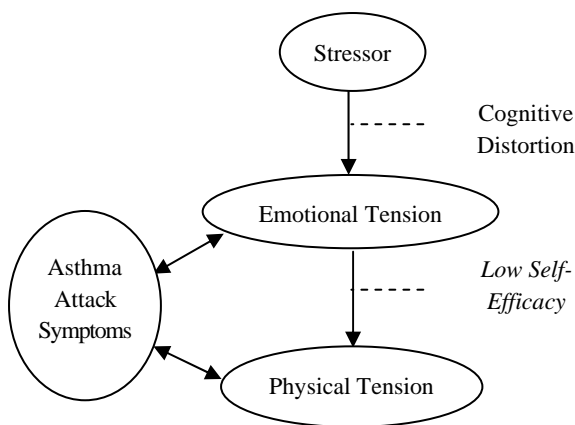 Stressor
Cognitive
Distortion
Emotional Tension
Asthma
Attack
Symptoms
Low Self-
Efficacy
Physical Tension